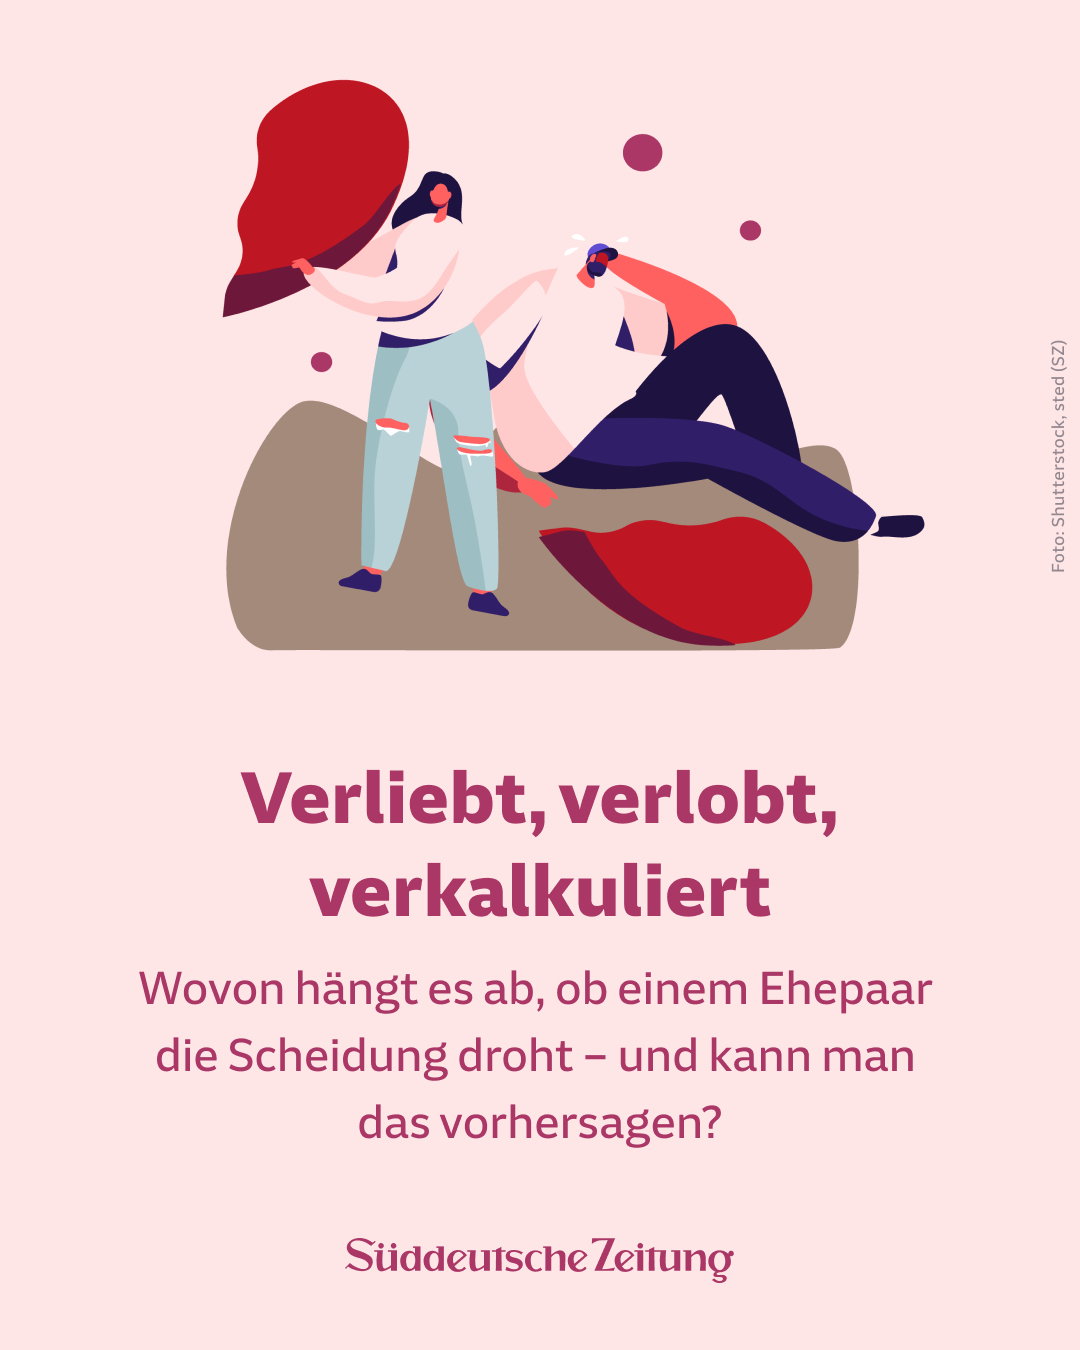 Foto: Shutterstock, sted (SZ)
Verliebt, verlobt,
verkalkuliert
Wovon hängt es ab, ob einem Ehepaar
die Scheidung droht – und kann man
das vorhersagen?
Süddeutsche Zeitung